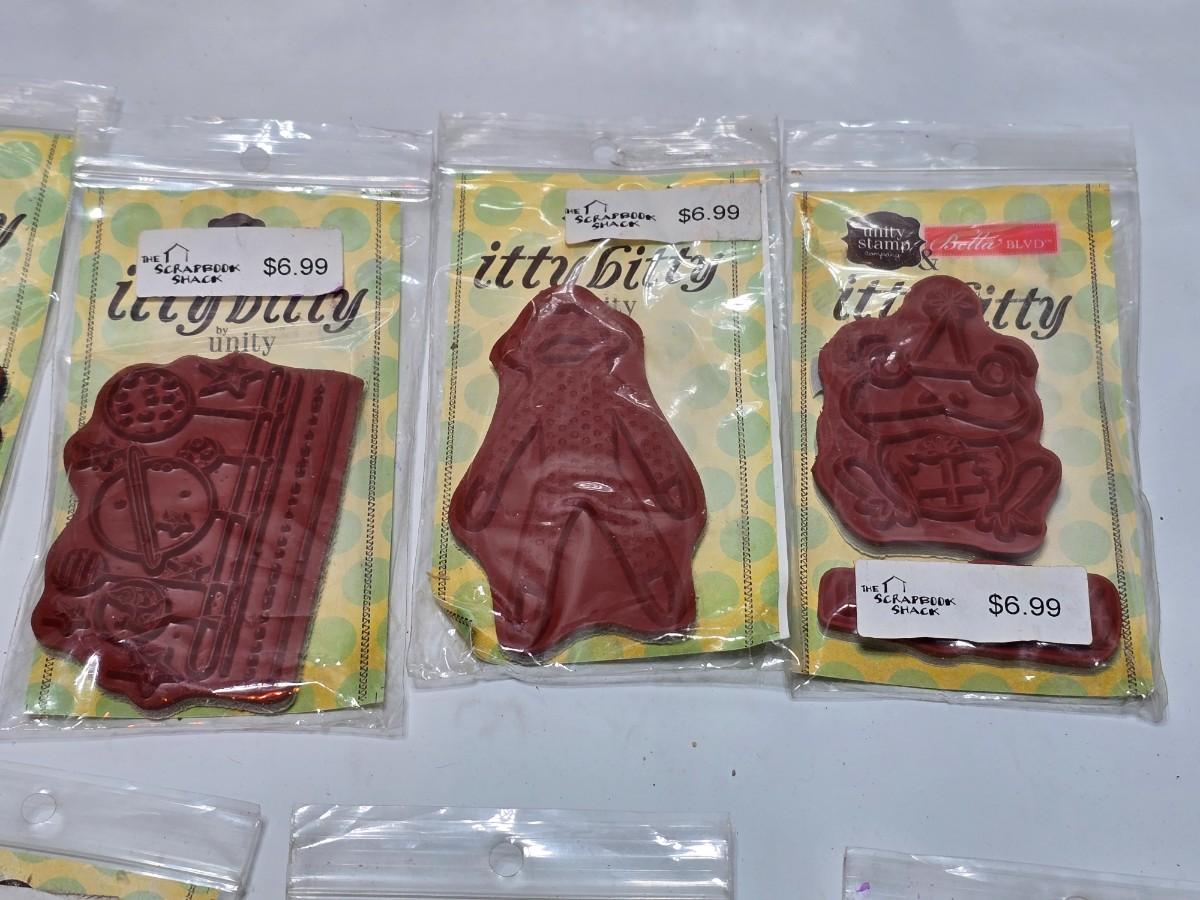 THE SCRAPBOOK SHACK $6.99
itty bitty
by
unity
THE SCRAPBOOK SHACK $6.99
itty bitty
ity
unity stamp company
&
Bella BLVD
itty bitty
THE SCRAPBOOK SHACK $6.99